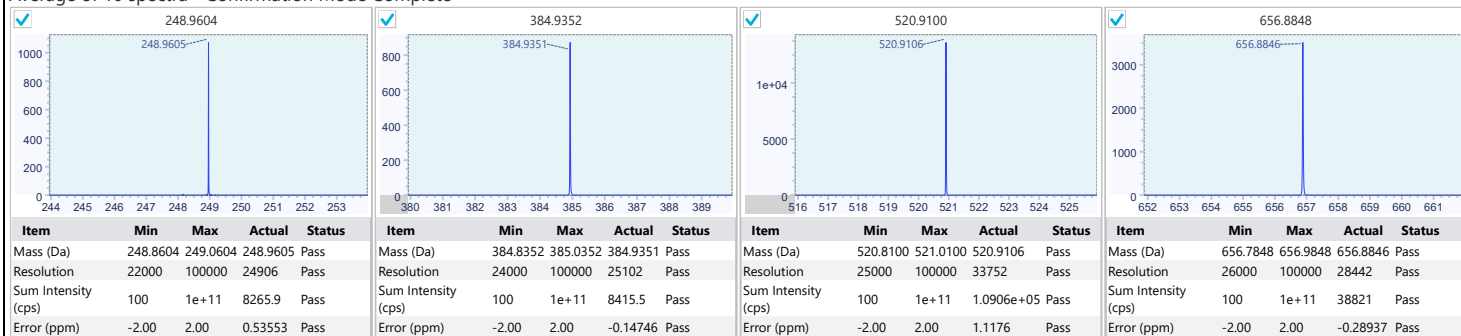 Average of 10 spectra - Confirmation Mode Complete
248.9604
384.9352
520.9100
656.8848
248.9605
384.9351
520.9106
656.8846
1000
800
600
400
200
0
244 245 246 247 248 249 250 251 252 253
800
600
400
200
0
380 381 382 383 384 385 386 387 388 389
1e+04
5000
0
516 517 518 519 520 521 522 523 524 525
3000
2000
1000
0
652 653 654 655 656 657 658 659 660 661
Item Min Max Actual Status
Mass (Da) 248.8604 249.0604 248.9605 Pass
Resolution 22000 100000 24906 Pass
Sum Intensity
(cps) 100 1e+11 8265.9 Pass
Error (ppm) -2.00 2.00 0.53553 Pass
Item Min Max Actual Status
Mass (Da) 384.8352 385.0352 384.9351 Pass
Resolution 24000 100000 25102 Pass
Sum Intensity
(cps) 100 1e+11 8415.5 Pass
Error (ppm) -2.00 2.00 -0.14746 Pass
Item Min Max Actual Status
Mass (Da) 520.8100 521.0100 520.9106 Pass
Resolution 25000 100000 33752 Pass
Sum Intensity
(cps) 100 1e+11 1.0906e+05 Pass
Error (ppm) -2.00 2.00 1.1176 Pass
Item Min Max Actual Status
Mass (Da) 656.7848 656.9848 656.8846 Pass
Resolution 26000 100000 28442 Pass
Sum Intensity
(cps) 100 1e+11 38821 Pass
Error (ppm) -2.00 2.00 -0.28937 Pass